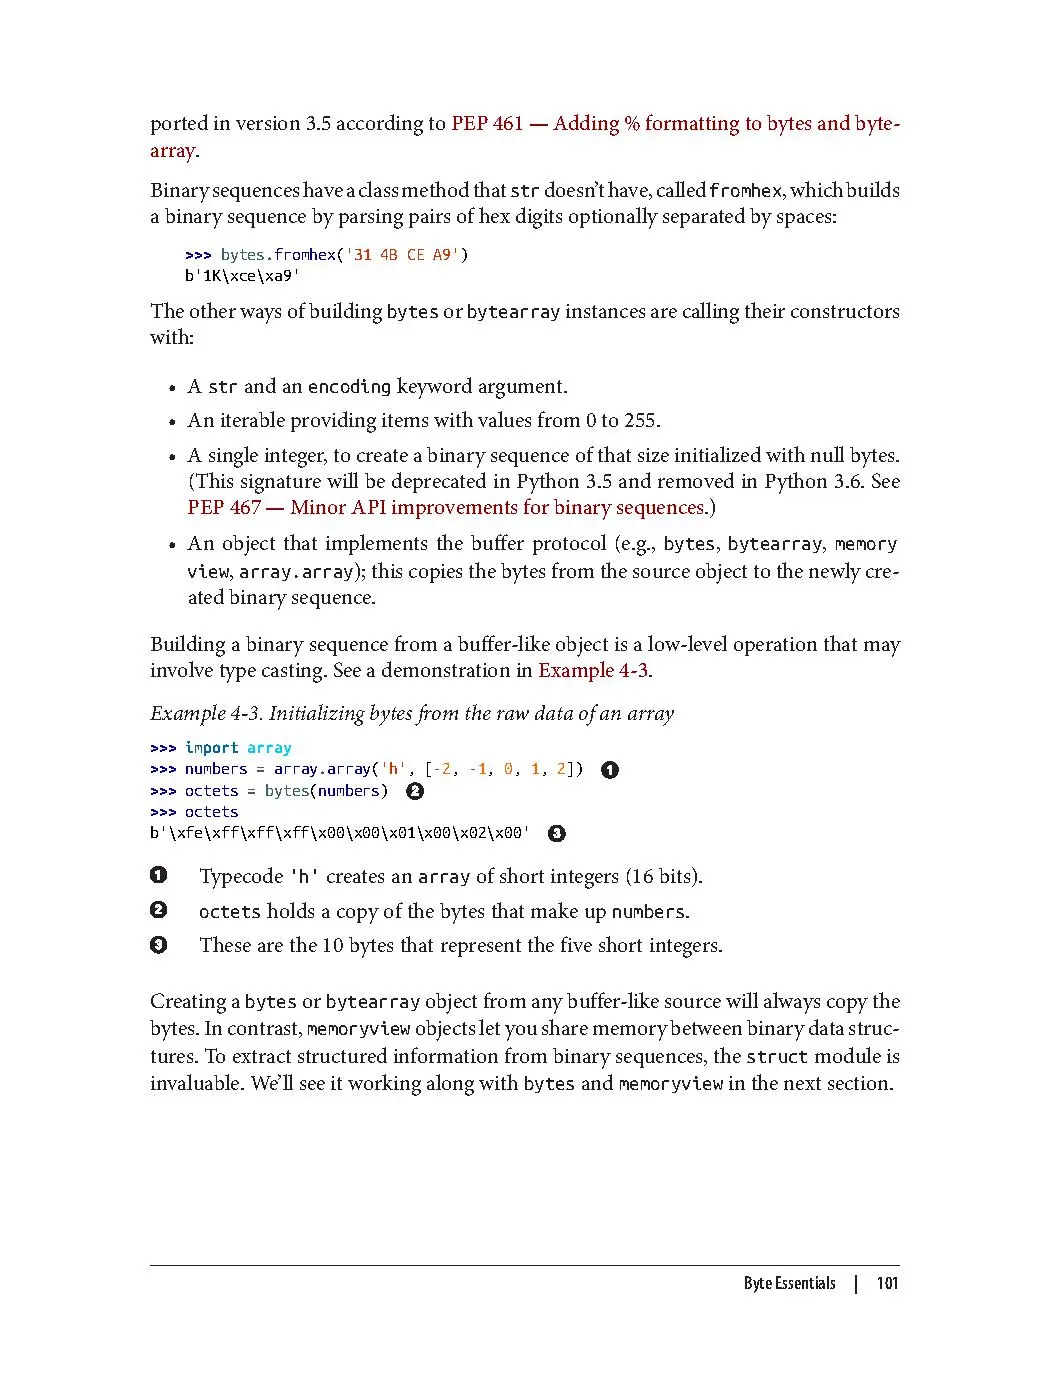 ported in version 3.5 according to PEP 461 — Adding % formatting to bytes and byte-
array.
Binary sequences have a class method that str doesn’t have, called fromhex, which builds
a binary sequence by parsing pairs of hex digits optionally separated by spaces:
>>> bytes.fromhex('31 4B CE A9')
b'1K\xce\xa9'
The other ways of building bytes or bytearray instances are calling their constructors
with:
• A str and an encoding keyword argument.
• An iterable providing items with values from 0 to 255.
• A single integer, to create a binary sequence of that size initialized with null bytes.
(This signature will be deprecated in Python 3.5 and removed in Python 3.6. See
PEP 467 — Minor API improvements for binary sequences.)
• An object that implements the buffer protocol (e.g., bytes, bytearray, memory
view, array.array); this copies the bytes from the source object to the newly cre-
ated binary sequence.
Building a binary sequence from a buffer-like object is a low-level operation that may
involve type casting. See a demonstration in Example 4-3.
Example 4-3. Initializing bytes from the raw data of an array
>>> import array
>>> numbers = array.array('h', [-2, -1, 0, 1, 2]) ❶
>>> octets = bytes(numbers) ❷
>>> octets
b'\xfe\xff\xff\xff\x00\x00\x01\x00\x02\x00' ❸
❶ Typecode 'h' creates an array of short integers (16 bits).
❷ octets holds a copy of the bytes that make up numbers.
❸ These are the 10 bytes that represent the five short integers.
Creating a bytes or bytearray object from any buffer-like source will always copy the
bytes. In contrast, memoryview objects let you share memory between binary data struc-
tures. To extract structured information from binary sequences, the struct module is
invaluable. We’ll see it working along with bytes and memoryview in the next section.
Byte Essentials | 101